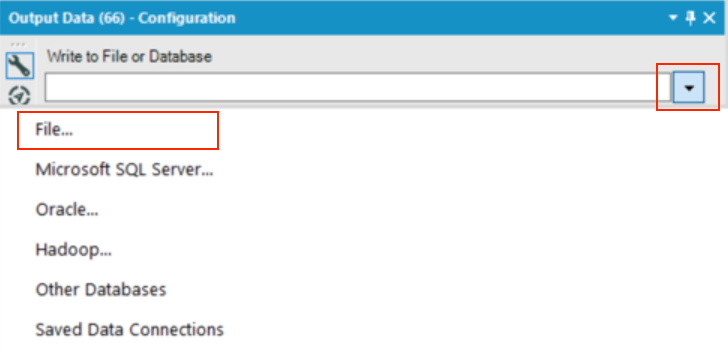 Output Data (66) - Configuration
Write to File or Database
File...
Microsoft SQL Server...
Oracle...
Hadoop...
Other Databases
Saved Data Connections